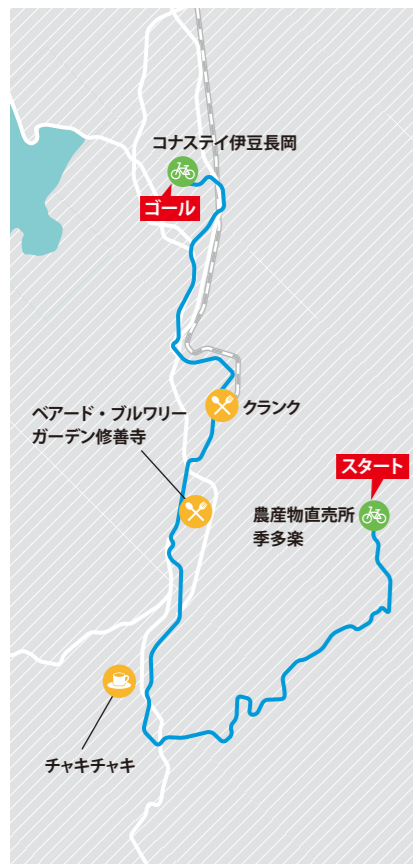 コナステイ伊豆長岡
ゴール
クランク
ベアード・ブルワリー
ガーデン修善寺
スタート
農産物直売所
季多楽
チャキチャキ